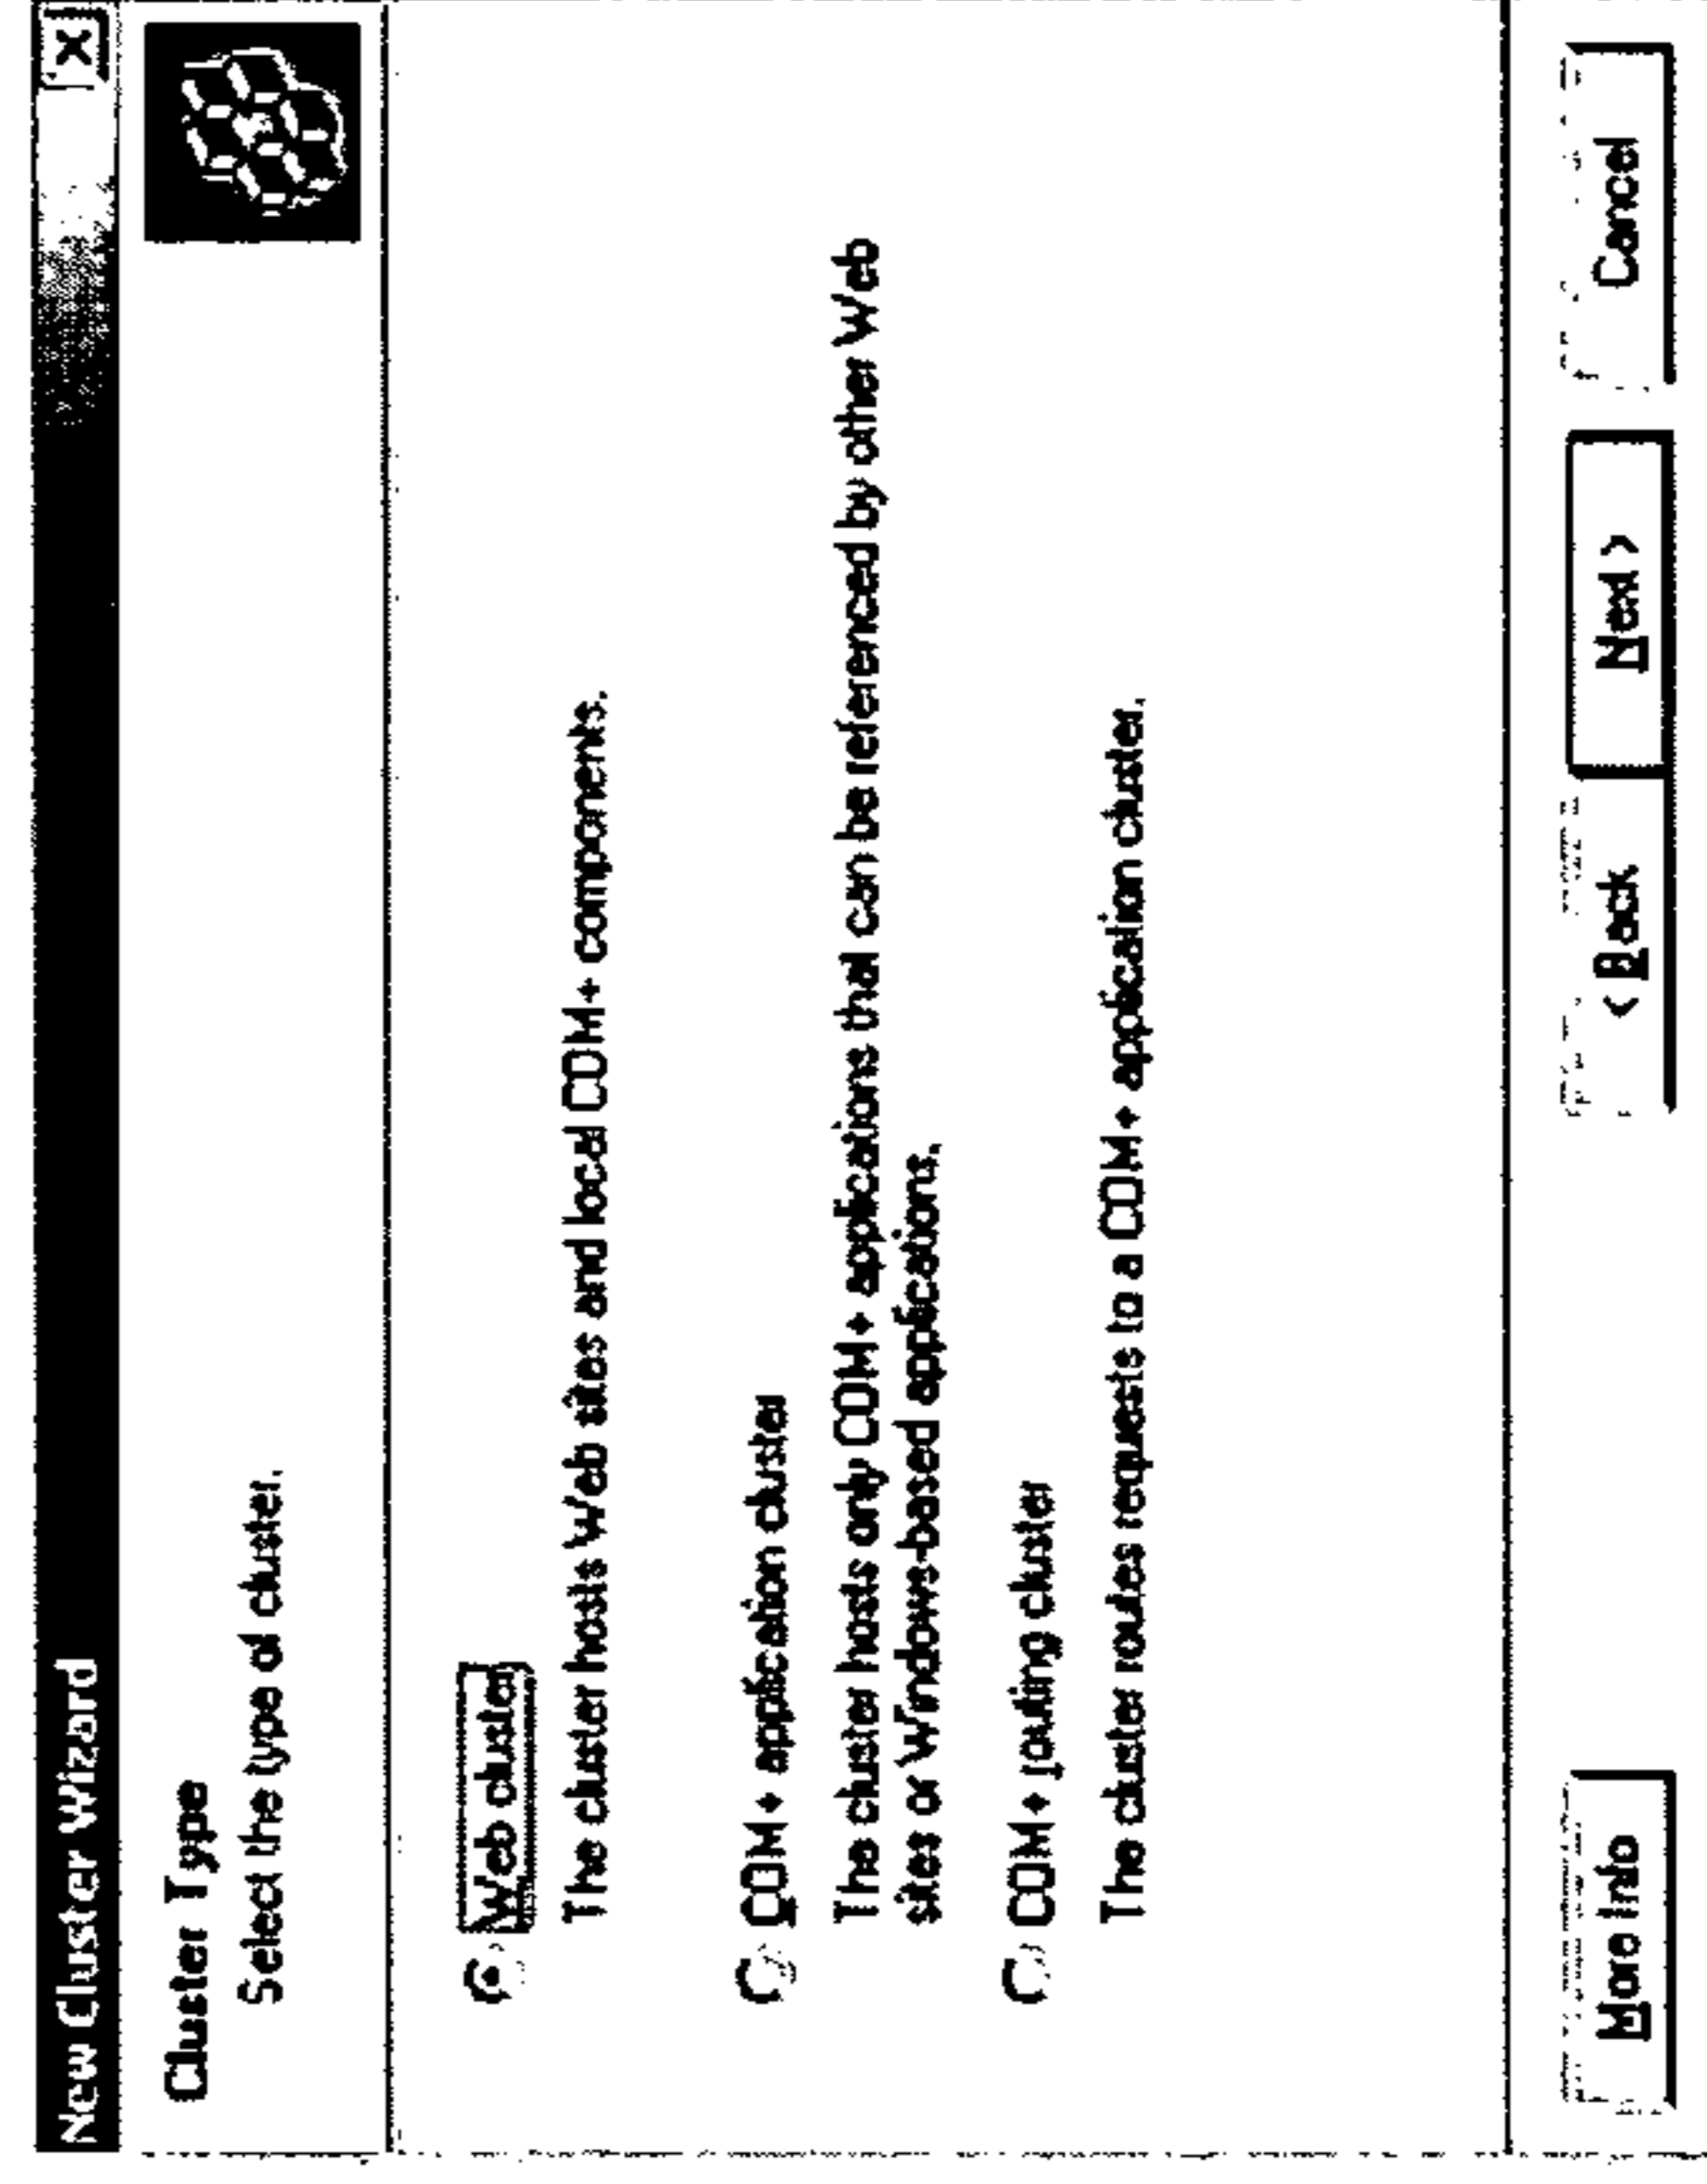 New Cluster Wizard
X
Cluster Type
Select the type of cluster.
Web cluster
The cluster hosts Web sites and local COM+ components.
COM+ application cluster
The cluster hosts only COM+ applications that can be referenced by other Web
sites or Windows-based applications.
COM+ routing cluster
The cluster routes requests to a COM+ application cluster.
More Info
< Back
Next >
Cancel